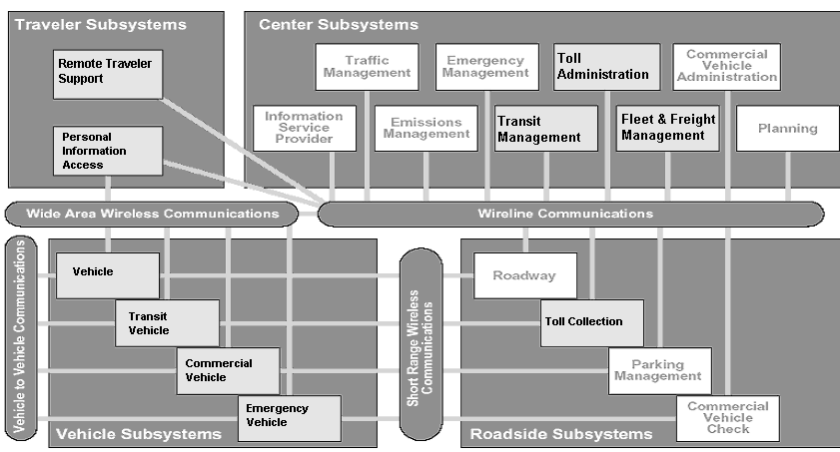 Traveler Subsystems
Remote Traveler
Support
Personal
Information
Access
Center Subsystems
Traffic
Management
Emergency
Management
Toll
Administration
Commercial
Vehicle
Administration
Information
Service
Provider
Emissions
Management
Transit
Management
Fleet & Freight
Management
Planning
Wide Area Wireless Communications
Wireline Communications
Vehicle to Vehicle Communications
Vehicle
Transit
Vehicle
Commercial
Vehicle
Emergency
Vehicle
Vehicle Subsystems
Short Range Wireless
Communications
Roadway
Toll Collection
Parking
Management
Commercial
Vehicle
Check
Roadside Subsystems